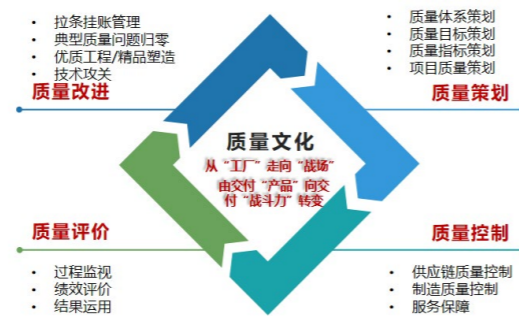 • 拉条挂账管理
• 典型质量问题归零
• 优质工程/精品塑造
• 技术攻关
质量改进
• 质量体系策划
• 质量目标策划
• 质量指标策划
• 项目质量策划
质量策划
质量文化
从“工厂”走向“战场”
由交付“产品”向交
付“战斗力”转变
质量评价
• 过程监视
• 绩效评价
• 结果运用
质量控制
• 供应链质量控制
• 制造质量控制
• 服务保障